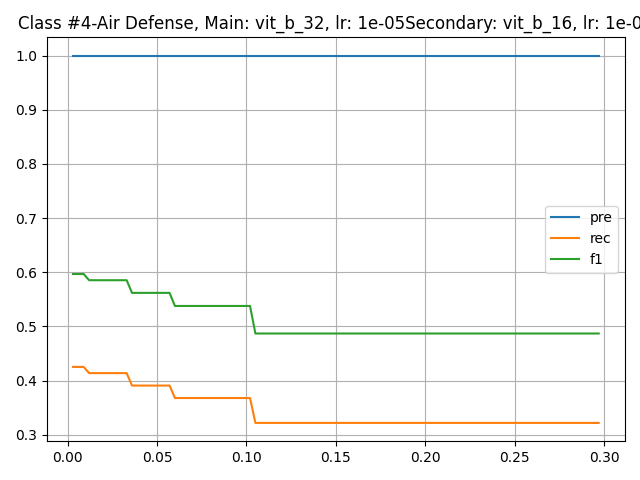 Class #4-Air Defense, Main: vit_b_32, lr: 1e-05Secondary: vit_b_16, lr: 1e-0
1.0
0.9
0.8
0.7
0.6
0.5
0.4
0.3
pre
rec
f1
0.00 0.05 0.10 0.15 0.20 0.25 0.30